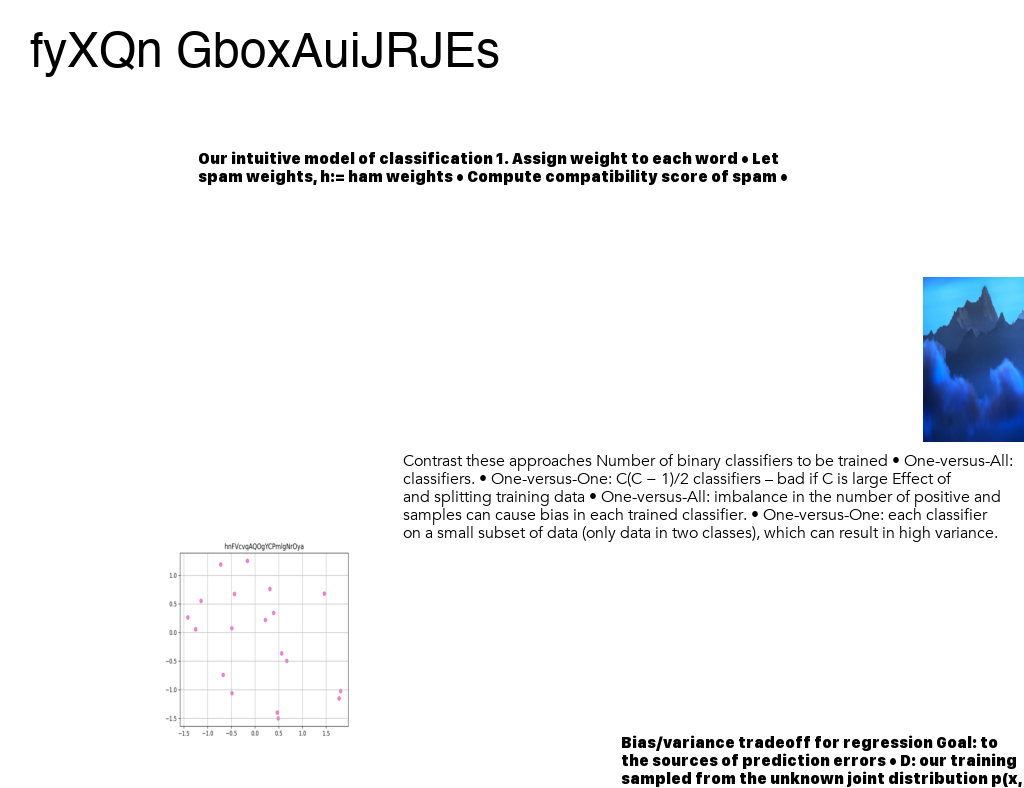 fyXQn GboxAuiJRJEs
Our intuitive model of classification 1. Assign weight to each word • Let
spam weights, h:= ham weights • Compute compatibility score of spam •
Contrast these approaches Number of binary classifiers to be trained • One-versus-All:
classifiers. • One-versus-One: C(C − 1)/2 classifiers – bad if C is large Effect of
and splitting training data • One-versus-All: imbalance in the number of positive and
samples can cause bias in each trained classifier. • One-versus-One: each classifier
on a small subset of data (only data in two classes), which can result in high variance.
hnFVcvqAQOgYCPmlgNrOya
1.0
0.5
0.0
−0.5
−1.0
−1.5
−1.5 −1.0 −0.5 0.0 0.5 1.0 1.5
Bias/variance tradeoff for regression Goal: to
the sources of prediction errors • D: our training
sampled from the unknown joint distribution p(x,